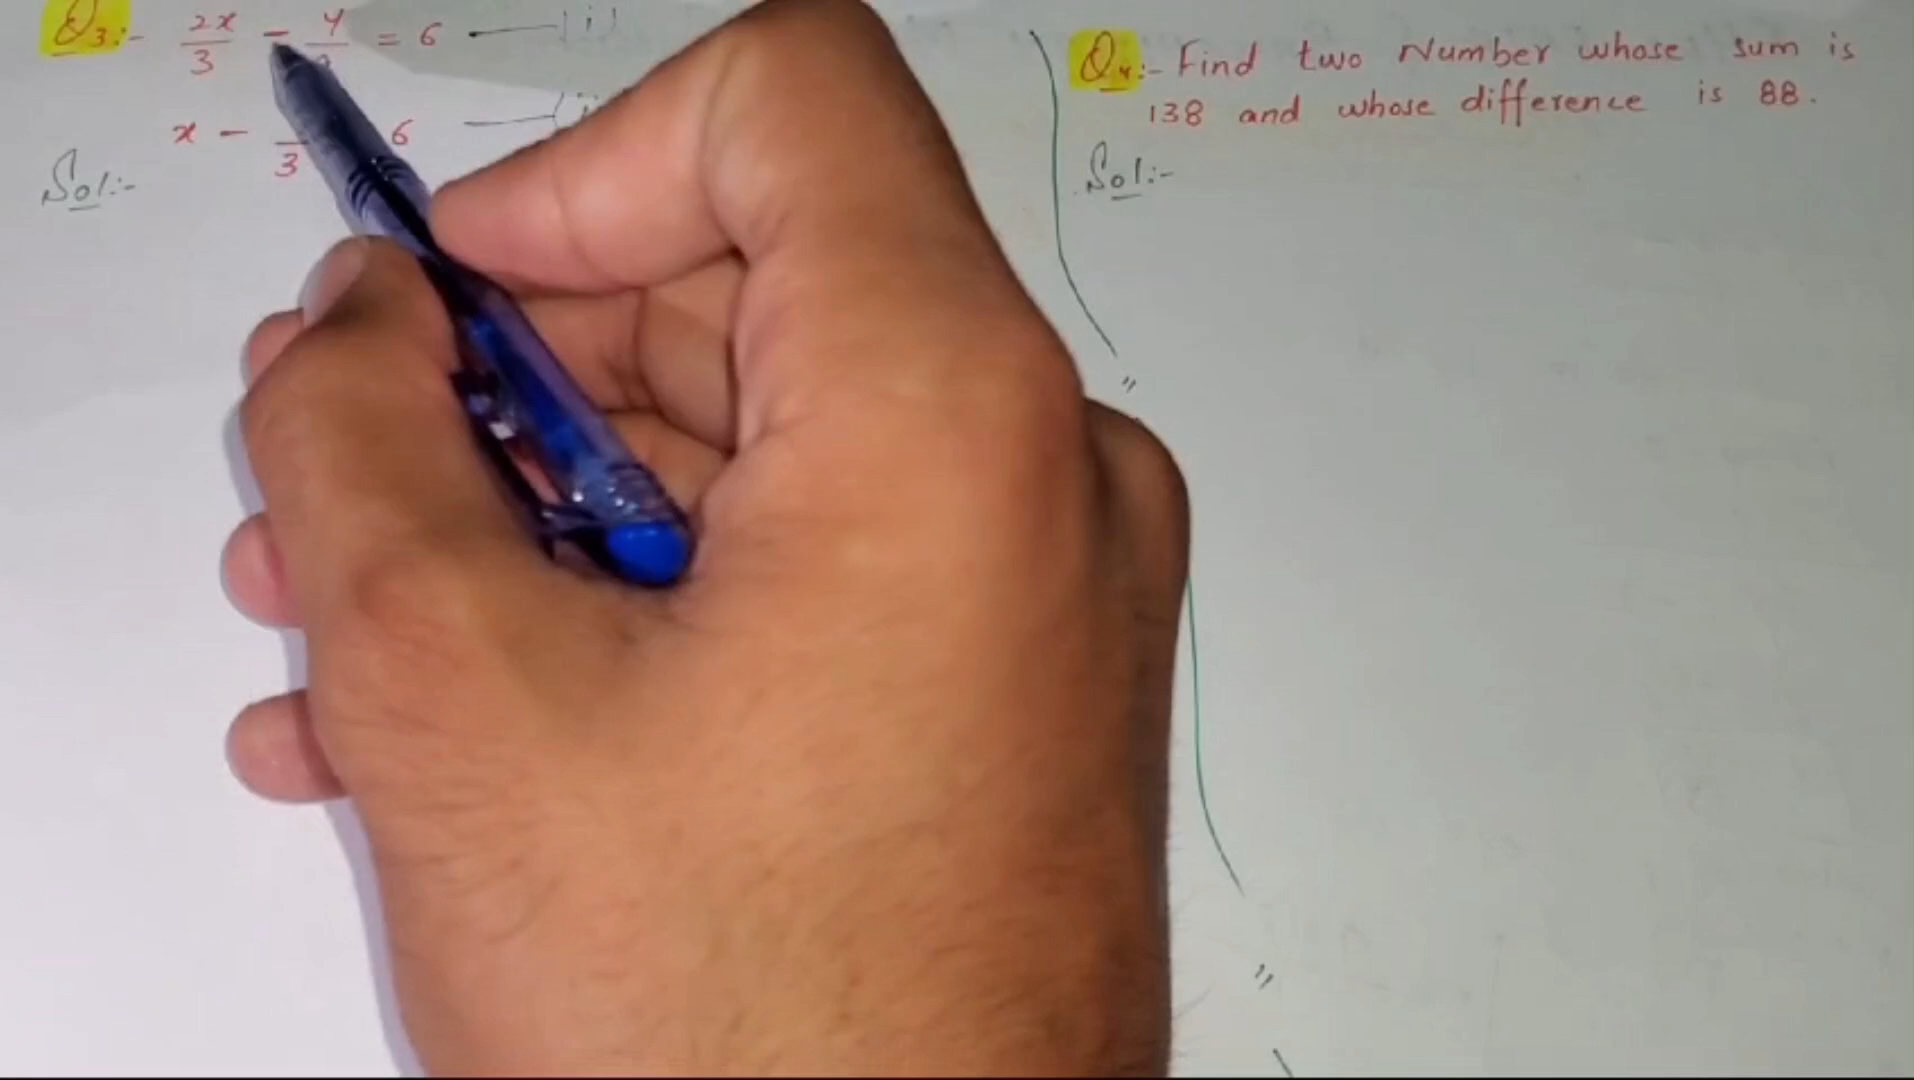 Q3:- 2x/3 - y/ = 6 —(i)
x - /3 6 —(i
Sol:-
Q4:- Find two Number whose sum is
138 and whose difference is 88.
Sol:-